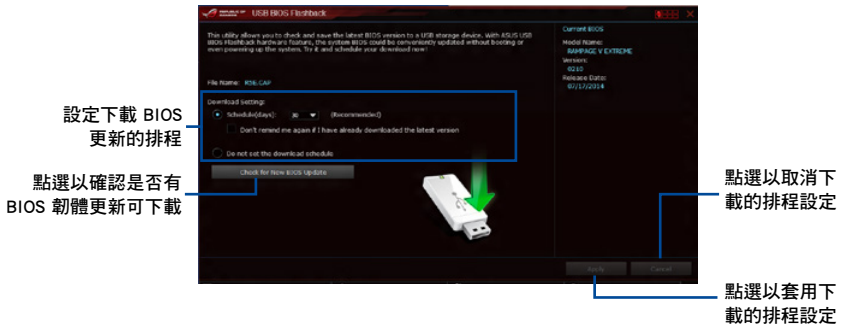 REPUBLIC OF GAMERS USB BIOS Flashback
This utility allows you to check and save the latest BIOS version to a USB storage device. With ASUS USB
BIOS Flashback hardware feature, the system BIOS could be conveniently updated without booting or
even powering up the system. Try it and schedule your download now!
File Name: R5E.CAP
Download Setting:
Schedule(days): 30 (Recommended)
Don't remind me again if I have already downloaded the latest version
Do not set the download schedule
Check for New BIOS Update
Current BIOS
Model Name:
RAMPAGE V EXTREME
Version:
0210
Release Date:
07/17/2014
Apply
Cancel
設定下載 BIOS
更新的排程
點選以確認是否有
BIOS 韌體更新可下載
點選以取消下
載的排程設定
點選以套用下
載的排程設定